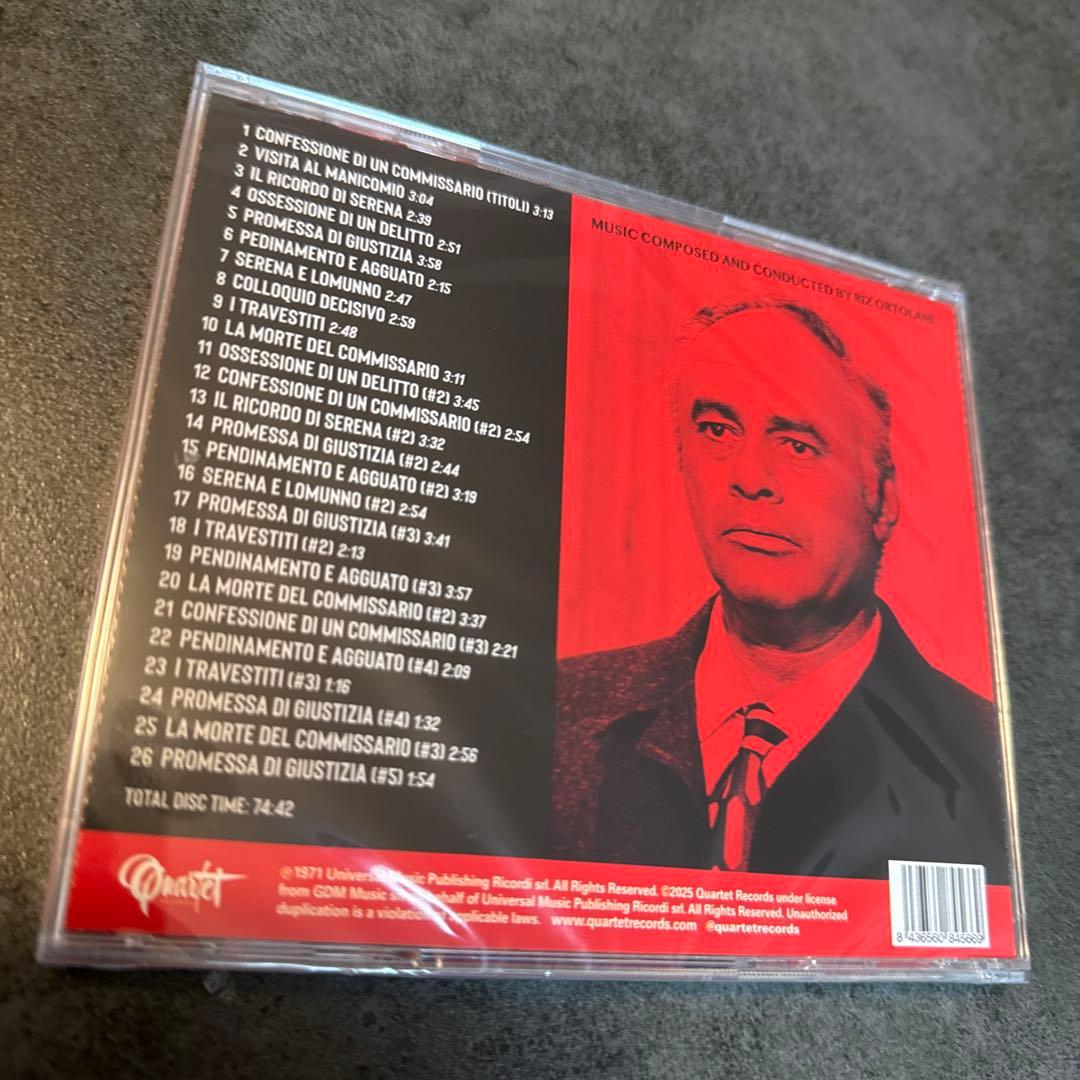 1 CONFESSIONE DI UN COMMISSARIO (TITOLI) 3:13
2 VISITA AL MANICOMIO 3:04
3 IL RICORDO DI SERENA 2:39
4 OSSESSIONE DI UN DELITTO 2:51
5 PROMESSA DI GIUSTIZIA 3:58
6 PEDINAMENTO E AGGUATO 2:15
7 SERENA E LOMUNNO 2:47
8 COLLOQUIO DECISIVO 2:59
9 I TRAVESTITI 2:48
10 LA MORTE DEL COMMISSARIO 3:11
11 OSSESSIONE DI UN DELITTO (#2) 3:45
12 CONFESSIONE DI UN COMMISSARIO (#2) 2:54
13 IL RICORDO DI SERENA (#2) 3:32
14 PROMESSA DI GIUSTIZIA (#2) 2:44
15 PENDINAMENTO E AGGUATO (#2) 3:19
16 SERENA E LOMUNNO (#2) 2:54
17 PROMESSA DI GIUSTIZIA (#3) 3:41
18 I TRAVESTITI (#2) 2:13
19 PENDINAMENTO E AGGUATO (#3) 3:57
20 LA MORTE DEL COMMISSARIO (#2) 3:37
21 CONFESSIONE DI UN COMMISSARIO (#3) 2:21
22 PENDINAMENTO E AGGUATO (#4) 2:09
23 I TRAVESTITI (#3) 1:16
24 PROMESSA DI GIUSTIZIA (#4) 1:32
25 LA MORTE DEL COMMISSARIO (#3) 2:56
26 PROMESSA DI GIUSTIZIA (#5) 1:54
TOTAL DISC TIME: 74:42
MUSIC COMPOSED AND CONDUCTED BY RIZ ORTOLANI
Quartet
℗1971 Universal Music Publishing Ricordi srl. All Rights Reserved. ©2025 Quartet Records under license
from GDM Music behalf of Universal Music Publishing Ricordi srl. All Rights Reserved. Unauthorized
duplication is a violation of applicable laws. www.quartetrecords.com @quartetrecords
8 436560 845669